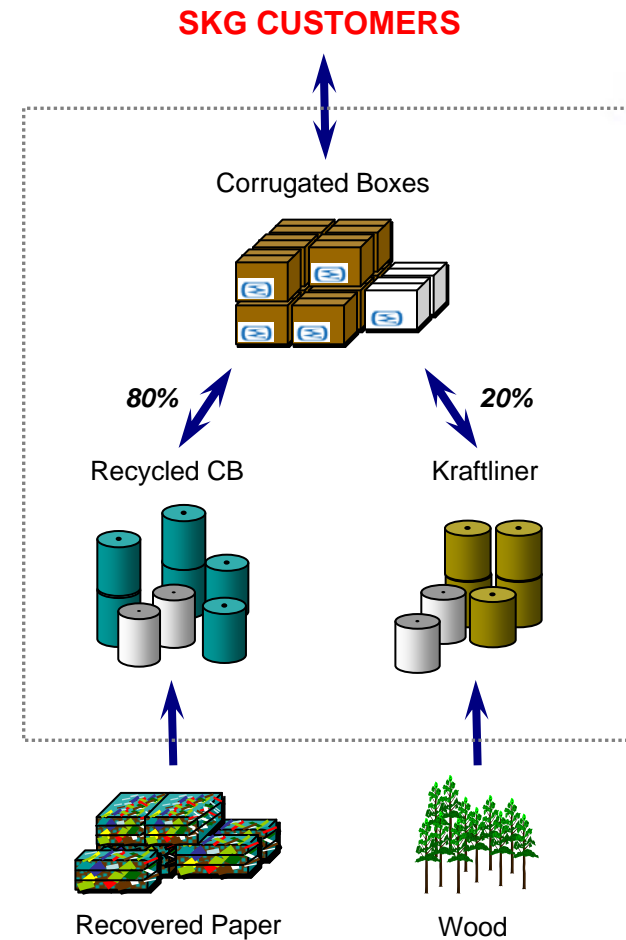 SKG CUSTOMERS
Corrugated Boxes
80%
20%
Recycled CB
Kraftliner
Recovered Paper
Wood